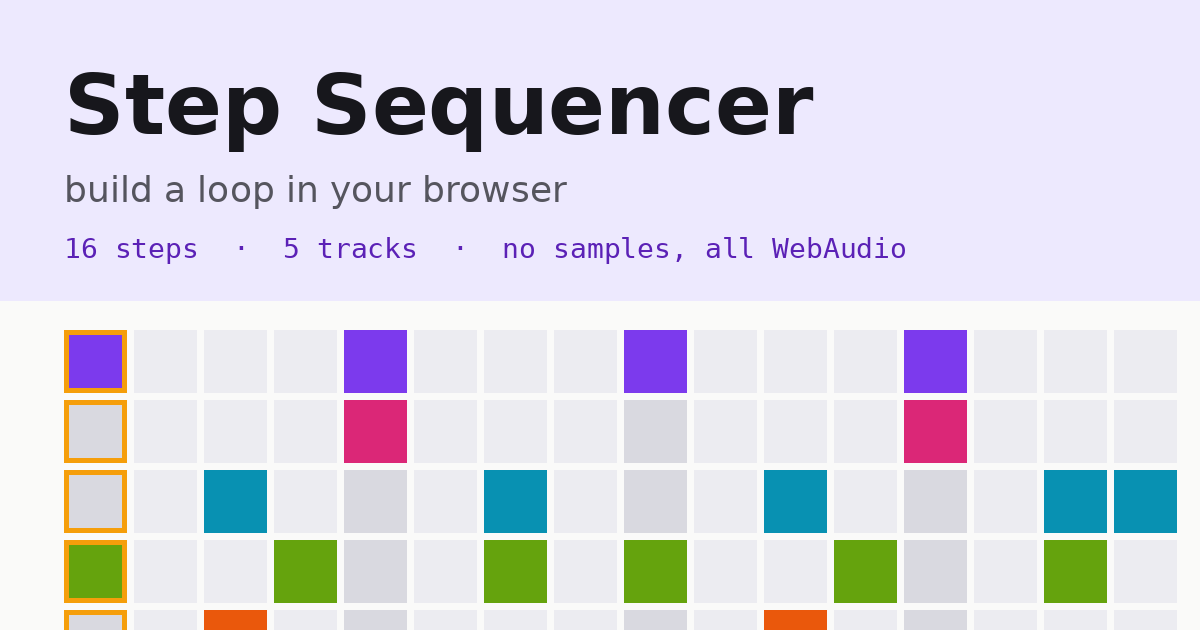 Step Sequencer
build a loop in your browser
16 steps · 5 tracks · no samples, all WebAudio